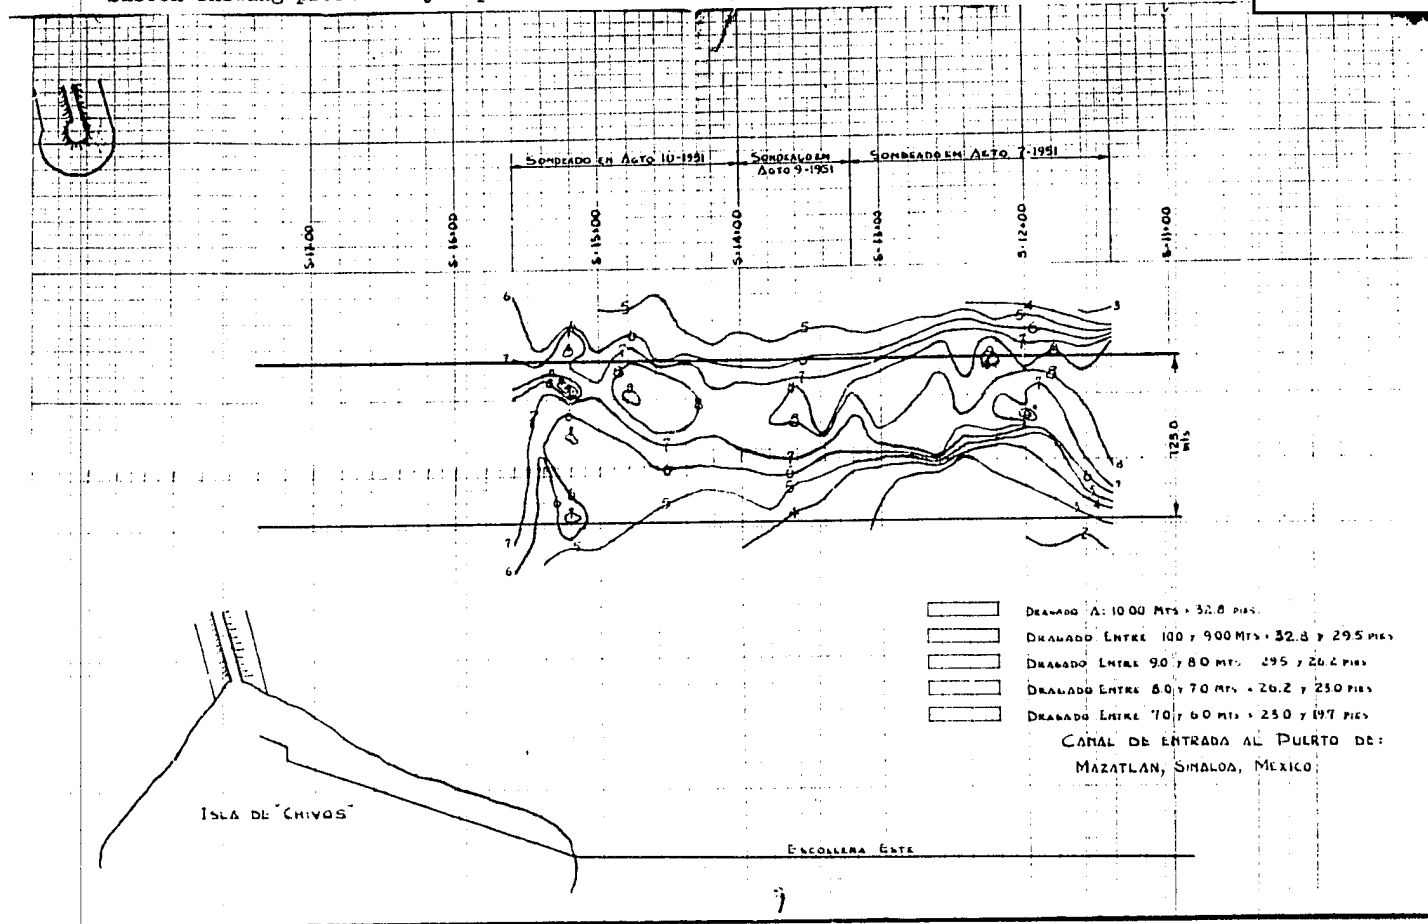 SONDEADO EN AGTO 10-1951
SONDEADO EN
AGTO 9-1951
SONDEADO EN AGTO 7-1951
S-17+00
S-16+00
S-15+00
S-14+00
S-13+00
S-12+00
S-11+00
125.0
mts
DRAGADO A: 10.00 MTS = 32.8 PIES
DRAGADO ENTRE 10.0 Y 9.00 MTS = 32.8 Y 29.5 PIES
DRAGADO ENTRE 9.0 Y 8.0 MTS 29.5 Y 26.2 PIES
DRAGADO ENTRE 8.0 Y 7.0 MTS = 26.2 Y 23.0 PIES
DRAGADO ENTRE 7.0 Y 6.0 MTS = 23.0 Y 19.7 PIES
CANAL DE ENTRADA AL PUERTO DE:
MAZATLAN, SINALOA, MEXICO
ISLA DE "CHIVOS"
ESCOLLERA ESTE